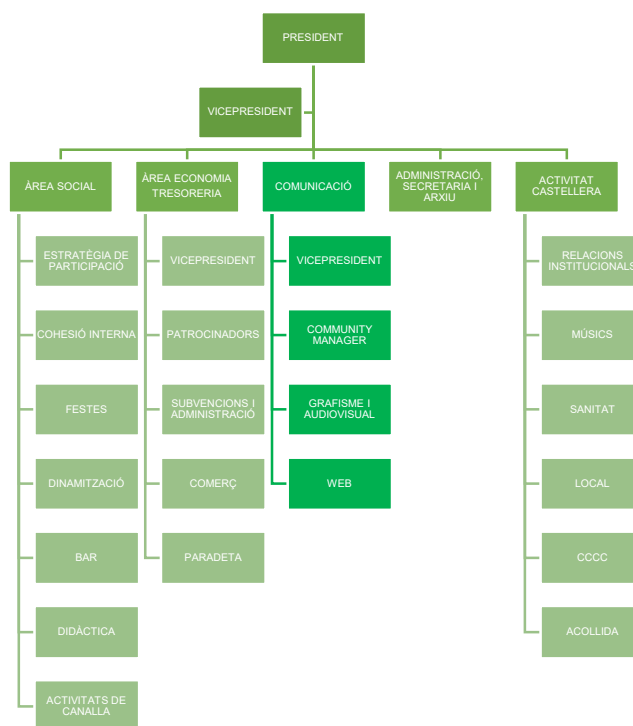 PRESIDENT
VICEPRESIDENT
ÀREA SOCIAL
ÀREA ECONOMIA
TRESORERIA
COMUNICACIÓ
ADMINISTRACIÓ,
SECRETARIA I
ARXIU
ACTIVITAT
CASTELLERA
ESTRATÈGIA DE
PARTICIPACIÓ
VICEPRESIDENT
VICEPRESIDENT
RELACIONS
INSTITUCIONALS
COHESIÓ INTERNA
PATROCINADORS
COMMUNITY
MANAGER
MÚSICS
FESTES
SUBVENCIONS I
ADMINISTRACIÓ
GRAFISME I
AUDIOVISUAL
SANITAT
DINAMITZACIÓ
COMERÇ
WEB
LOCAL
BAR
PARADETA
CCCC
DIDÀCTICA
ACOLLIDA
ACTIVITATS DE
CANALLA